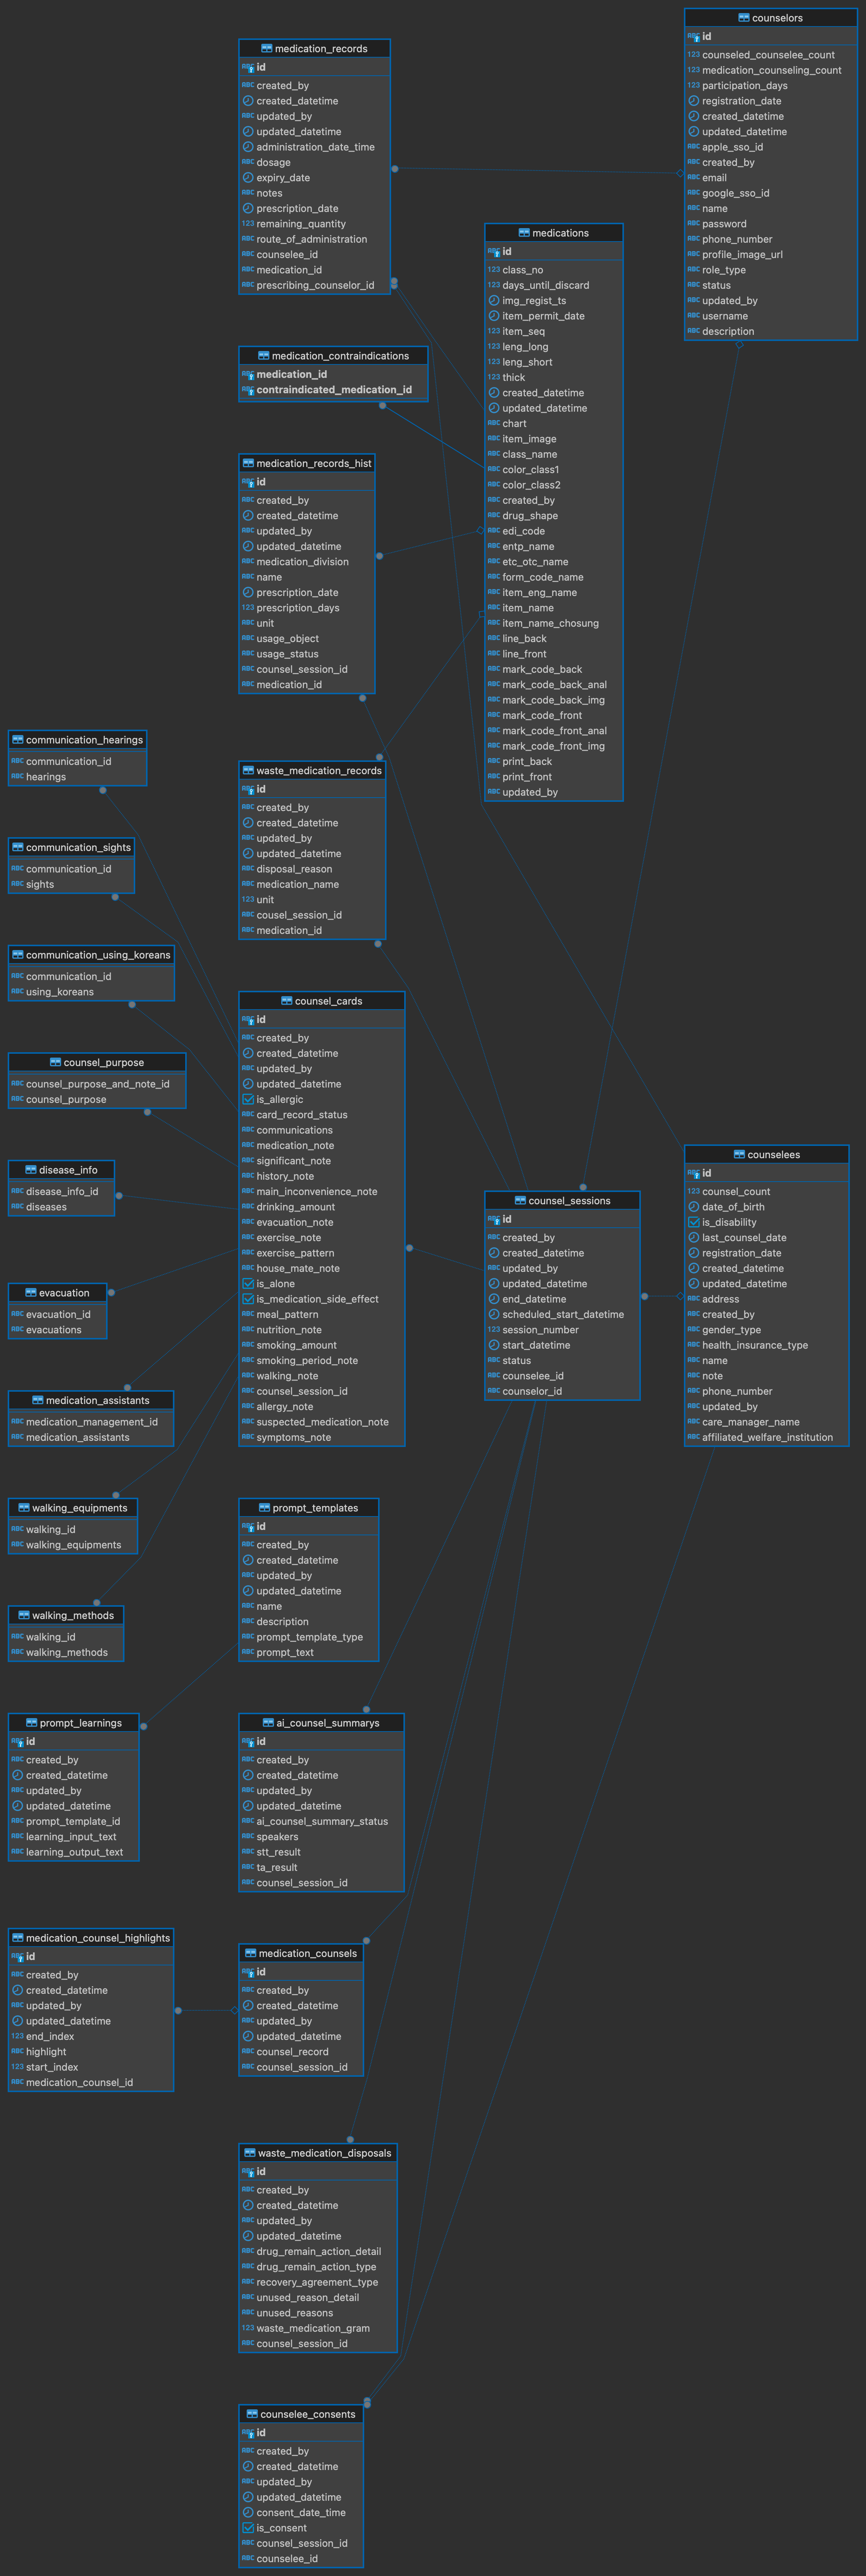 counselors
id
counseled_counselee_count
medication_counseling_count
participation_days
registration_date
created_datetime
updated_datetime
apple_sso_id
created_by
email
google_sso_id
name
password
phone_number
profile_image_url
role_type
status
updated_by
username
description
medication_records
id
created_by
created_datetime
updated_by
updated_datetime
administration_date_time
dosage
expiry_date
notes
prescription_date
remaining_quantity
route_of_administration
counselee_id
medication_id
prescribing_counselor_id
medications
id
class_no
days_until_discard
img_regist_ts
item_permit_date
item_seq
leng_long
leng_short
thick
created_datetime
updated_datetime
chart
item_image
class_name
color_class1
color_class2
created_by
drug_shape
edi_code
entp_name
etc_otc_name
form_code_name
item_eng_name
item_name
item_name_chosung
line_back
line_front
mark_code_back
mark_code_back_anal
mark_code_back_img
mark_code_front
mark_code_front_anal
mark_code_front_img
print_back
print_front
updated_by
medication_contraindications
medication_id
contraindicated_medication_id
medication_records_hist
id
created_by
created_datetime
updated_by
updated_datetime
medication_division
name
prescription_date
prescription_days
unit
usage_object
usage_status
counsel_session_id
medication_id
communication_hearings
communication_id
hearings
waste_medication_records
id
created_by
created_datetime
updated_by
updated_datetime
disposal_reason
medication_name
unit
cousel_session_id
medication_id
communication_sights
communication_id
sights
communication_using_koreans
communication_id
using_koreans
counsel_cards
id
created_by
created_datetime
updated_by
updated_datetime
is_allergic
card_record_status
communications
medication_note
significant_note
history_note
main_inconvenience_note
drinking_amount
evacuation_note
exercise_note
exercise_pattern
house_mate_note
is_alone
is_medication_side_effect
meal_pattern
nutrition_note
smoking_amount
smoking_period_note
walking_note
counsel_session_id
allergy_note
suspected_medication_note
symptoms_note
counsel_purpose
counsel_purpose_and_note_id
counsel_purpose
disease_info
disease_info_id
diseases
counselees
id
counsel_count
date_of_birth
is_disability
last_counsel_date
registration_date
created_datetime
updated_datetime
address
created_by
gender_type
health_insurance_type
name
note
phone_number
updated_by
care_manager_name
affiliated_welfare_institution
counsel_sessions
id
created_by
created_datetime
updated_by
updated_datetime
end_datetime
scheduled_start_datetime
session_number
start_datetime
status
counselee_id
counselor_id
evacuation
evacuation_id
evacuations
medication_assistants
medication_management_id
medication_assistants
walking_equipments
walking_id
walking_equipments
prompt_templates
id
created_by
created_datetime
updated_by
updated_datetime
name
description
prompt_template_type
prompt_text
walking_methods
walking_id
walking_methods
prompt_learnings
id
created_by
created_datetime
updated_by
updated_datetime
prompt_template_id
learning_input_text
learning_output_text
ai_counsel_summarys
id
created_by
created_datetime
updated_by
updated_datetime
ai_counsel_summary_status
speakers
stt_result
ta_result
counsel_session_id
medication_counsel_highlights
id
created_by
created_datetime
updated_by
updated_datetime
end_index
highlight
start_index
medication_counsel_id
medication_counsels
id
created_by
created_datetime
updated_by
updated_datetime
counsel_record
counsel_session_id
waste_medication_disposals
id
created_by
created_datetime
updated_by
updated_datetime
drug_remain_action_detail
drug_remain_action_type
recovery_agreement_type
unused_reason_detail
unused_reasons
waste_medication_gram
counsel_session_id
counselee_consents
id
created_by
created_datetime
updated_by
updated_datetime
consent_date_time
is_consent
counsel_session_id
counselee_id